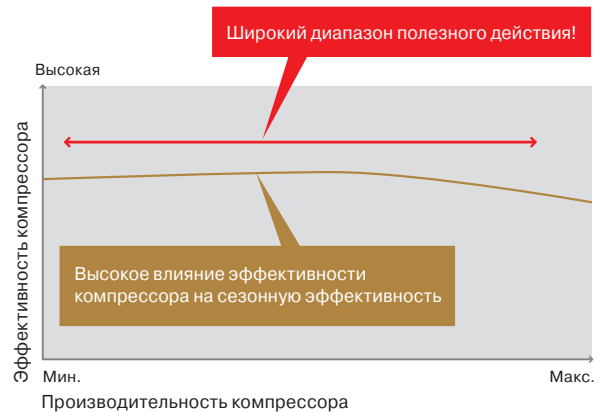 Широкий диапазон полезного действия!
Высокая
Эффективность компрессора
Высокое влияние эффективности
компрессора на сезонную эффективность
Мин.
Макс.
Производительность компрессора